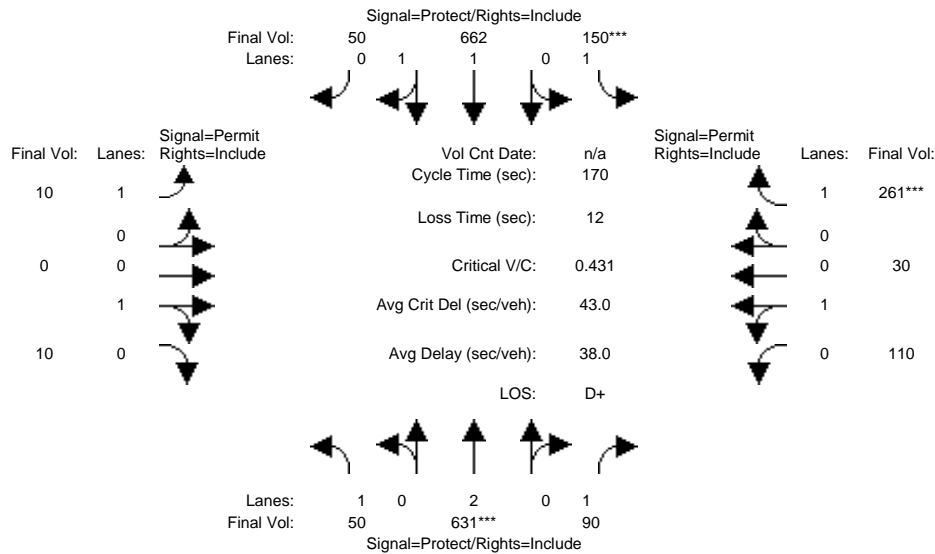 Signal=Protect/Rights=Include
Final Vol: 50 662 150***
Lanes: 0 1 1 0 1
Signal=Permit
Final Vol: Lanes: Rights=Include
Vol Cnt Date: n/a
Signal=Permit
Rights=Include Lanes: Final Vol:
Cycle Time (sec): 170
10 1
1 261***
Loss Time (sec): 12
0
0
0 0
Critical V/C: 0.431
0 30
1
Avg Crit Del (sec/veh): 43.0
1
10 0
Avg Delay (sec/veh): 38.0
0 110
LOS: D+
Lanes: 1 0 2 0 1
Final Vol: 50 631*** 90
Signal=Protect/Rights=Include